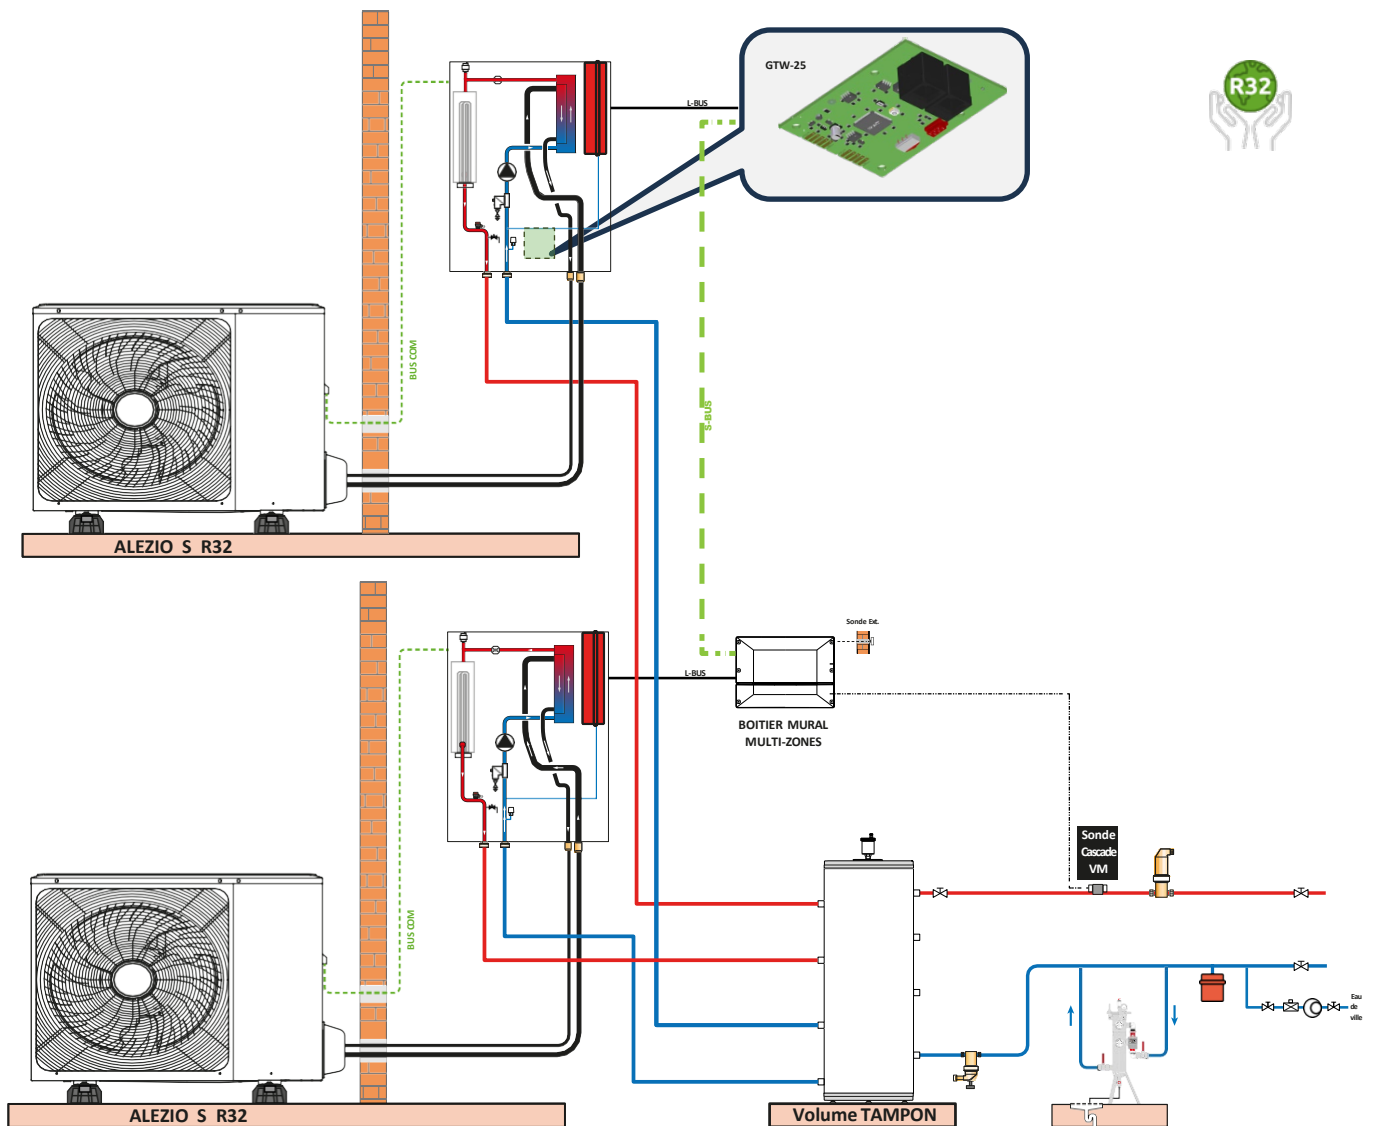 GTW-25
R32
L-BUS
BUS COM
S-BUS
ALEZIO S R32
Sonde Ext.
L-BUS
BOITIER MURAL
MULTI-ZONES
Sonde
Cascade
VM
BUS COM
Eau
de
ville
ALEZIO S R32
Volume TAMPON